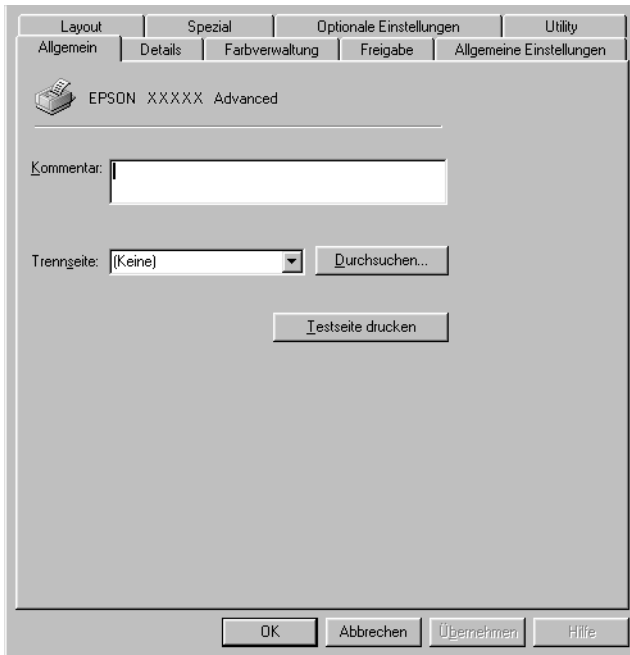 Layout Spezial Optionale Einstellungen Utility
Allgemein Details Farbverwaltung Freigabe Allgemeine Einstellungen
EPSON XXXXX Advanced
Kommentar:
Trennseite: (Keine) Durchsuchen...
Testseite drucken
OK Abbrechen Übernehmen Hilfe